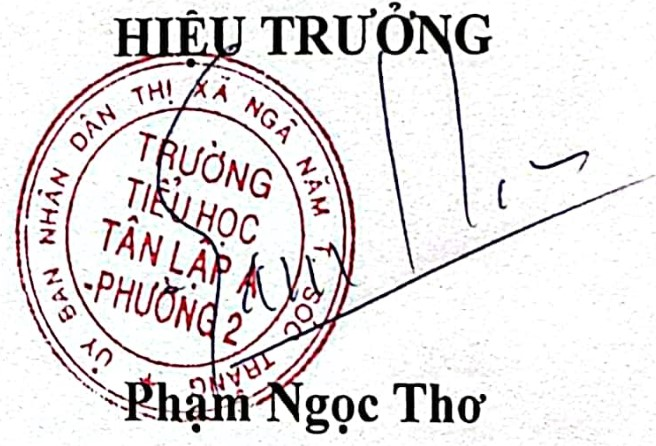 HIỆU TRƯỞNG
ỦY BAN NHÂN DÂN THỊ XÃ NGÃ NĂM T. SÓC TRĂNG
TRƯỜNG
TIỂU HỌC
TÂN LẬP A
-PHƯỜNG 2
Phạm Ngọc Thơ